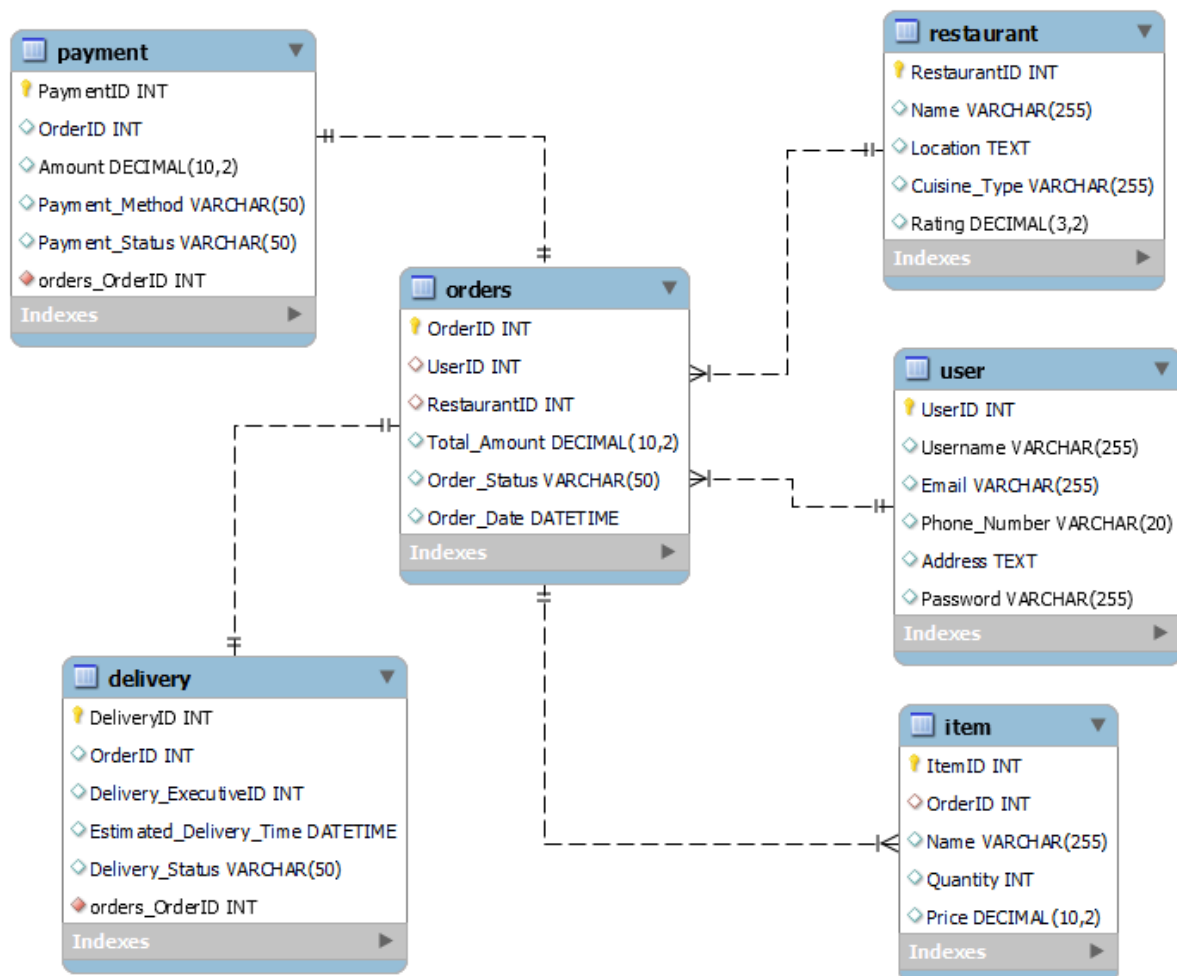 payment
PaymentID INT
OrderID INT
Amount DECIMAL(10,2)
Payment_Method VARCHAR(50)
Payment_Status VARCHAR(50)
orders_OrderID INT
Indexes
restaurant
RestaurantID INT
Name VARCHAR(255)
Location TEXT
Cuisine_Type VARCHAR(255)
Rating DECIMAL(3,2)
Indexes
orders
OrderID INT
UserID INT
RestaurantID INT
Total_Amount DECIMAL(10,2)
Order_Status VARCHAR(50)
Order_Date DATETIME
Indexes
user
UserID INT
Username VARCHAR(255)
Email VARCHAR(255)
Phone_Number VARCHAR(20)
Address TEXT
Password VARCHAR(255)
Indexes
delivery
DeliveryID INT
OrderID INT
Delivery_ExecutiveID INT
Estimated_Delivery_Time DATETIME
Delivery_Status VARCHAR(50)
orders_OrderID INT
Indexes
item
ItemID INT
OrderID INT
Name VARCHAR(255)
Quantity INT
Price DECIMAL(10,2)
Indexes